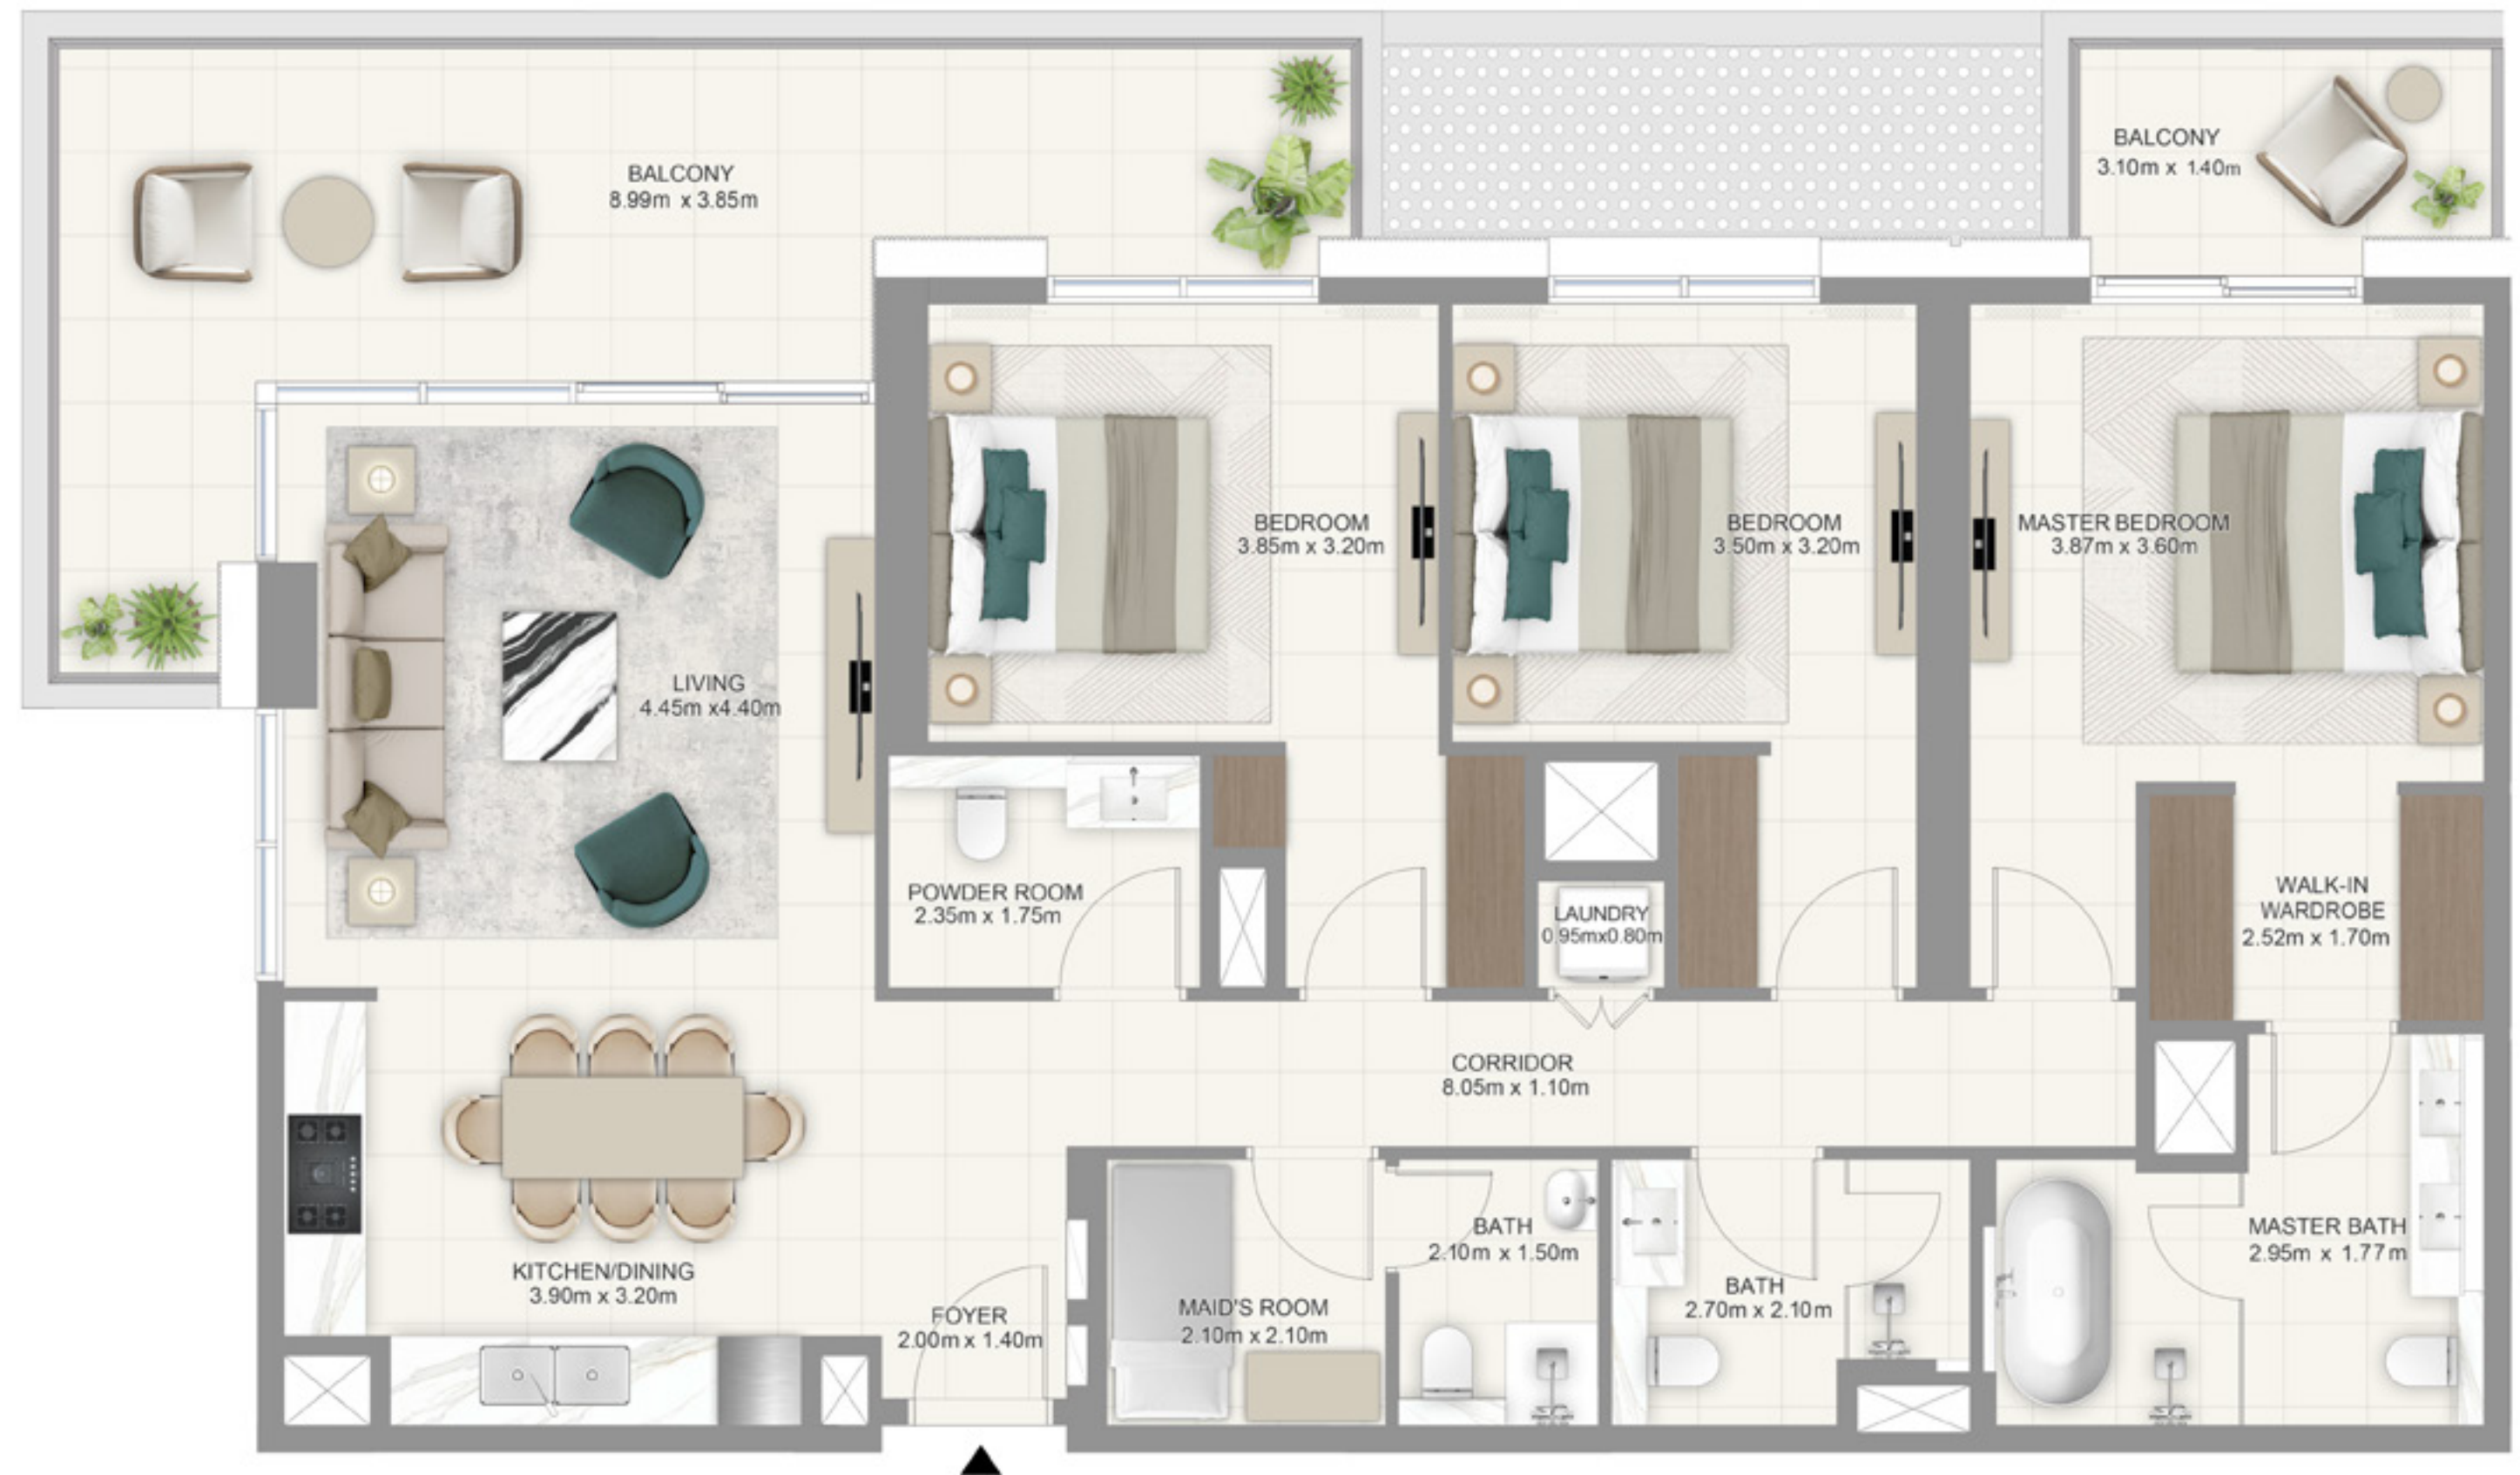 BALCONY
8.99m x 3.85m
BALCONY
3.10m x 1.40m
BEDROOM
3.85m x 3.20m
BEDROOM
3.50m x 3.20m
MASTER BEDROOM
3.87m x 3.60m
LIVING
4.45m x4.40m
POWDER ROOM
2.35m x 1.75m
LAUNDRY
0.95mx0.80m
WALK-IN
WARDROBE
2.52m x 1.70m
CORRIDOR
8.05m x 1.10m
KITCHEN/DINING
3.90m x 3.20m
FOYER
2.00m x 1.40m
MAID'S ROOM
2.10m x 2.10m
BATH
2.10m x 1.50m
BATH
2.70m x 2.10m
MASTER BATH
2.95m x 1.77m